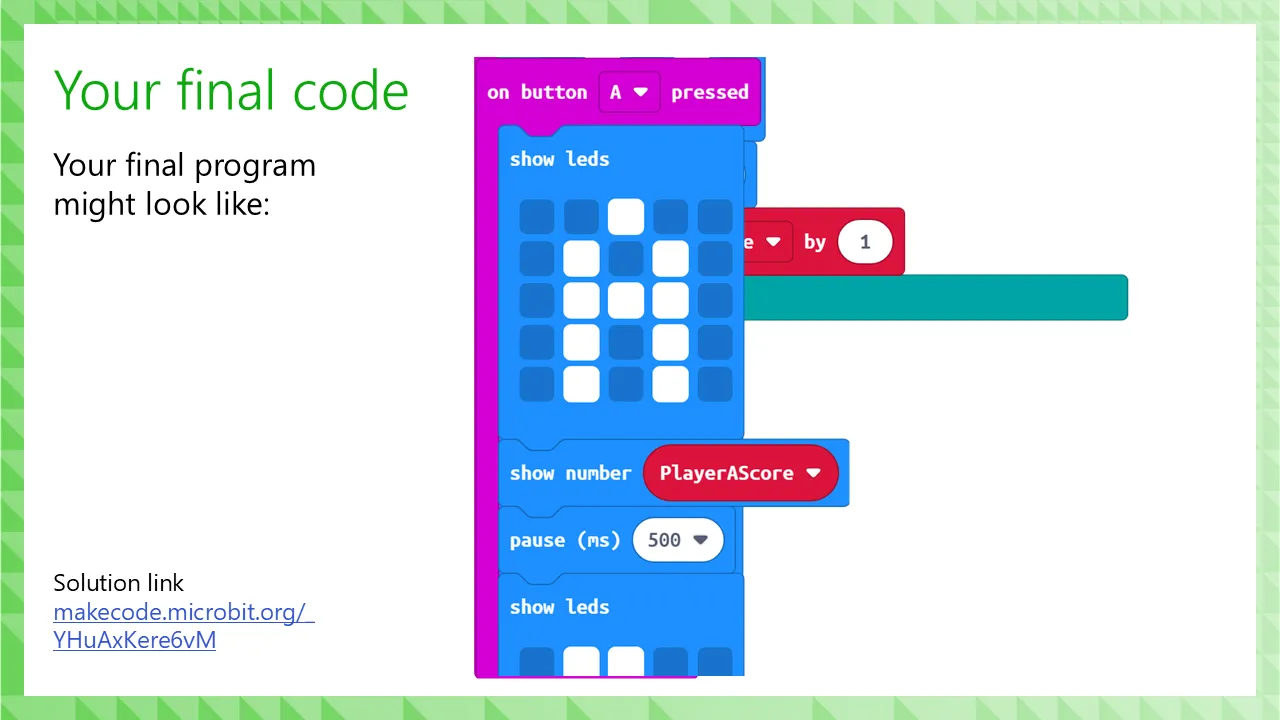 Your final code
Your final program
might look like:
Solution link
makecode.microbit.org/_
YHuAxKere6vM
on button A pressed
show leds
e by 1
show number PlayerAScore
pause (ms) 500
show leds